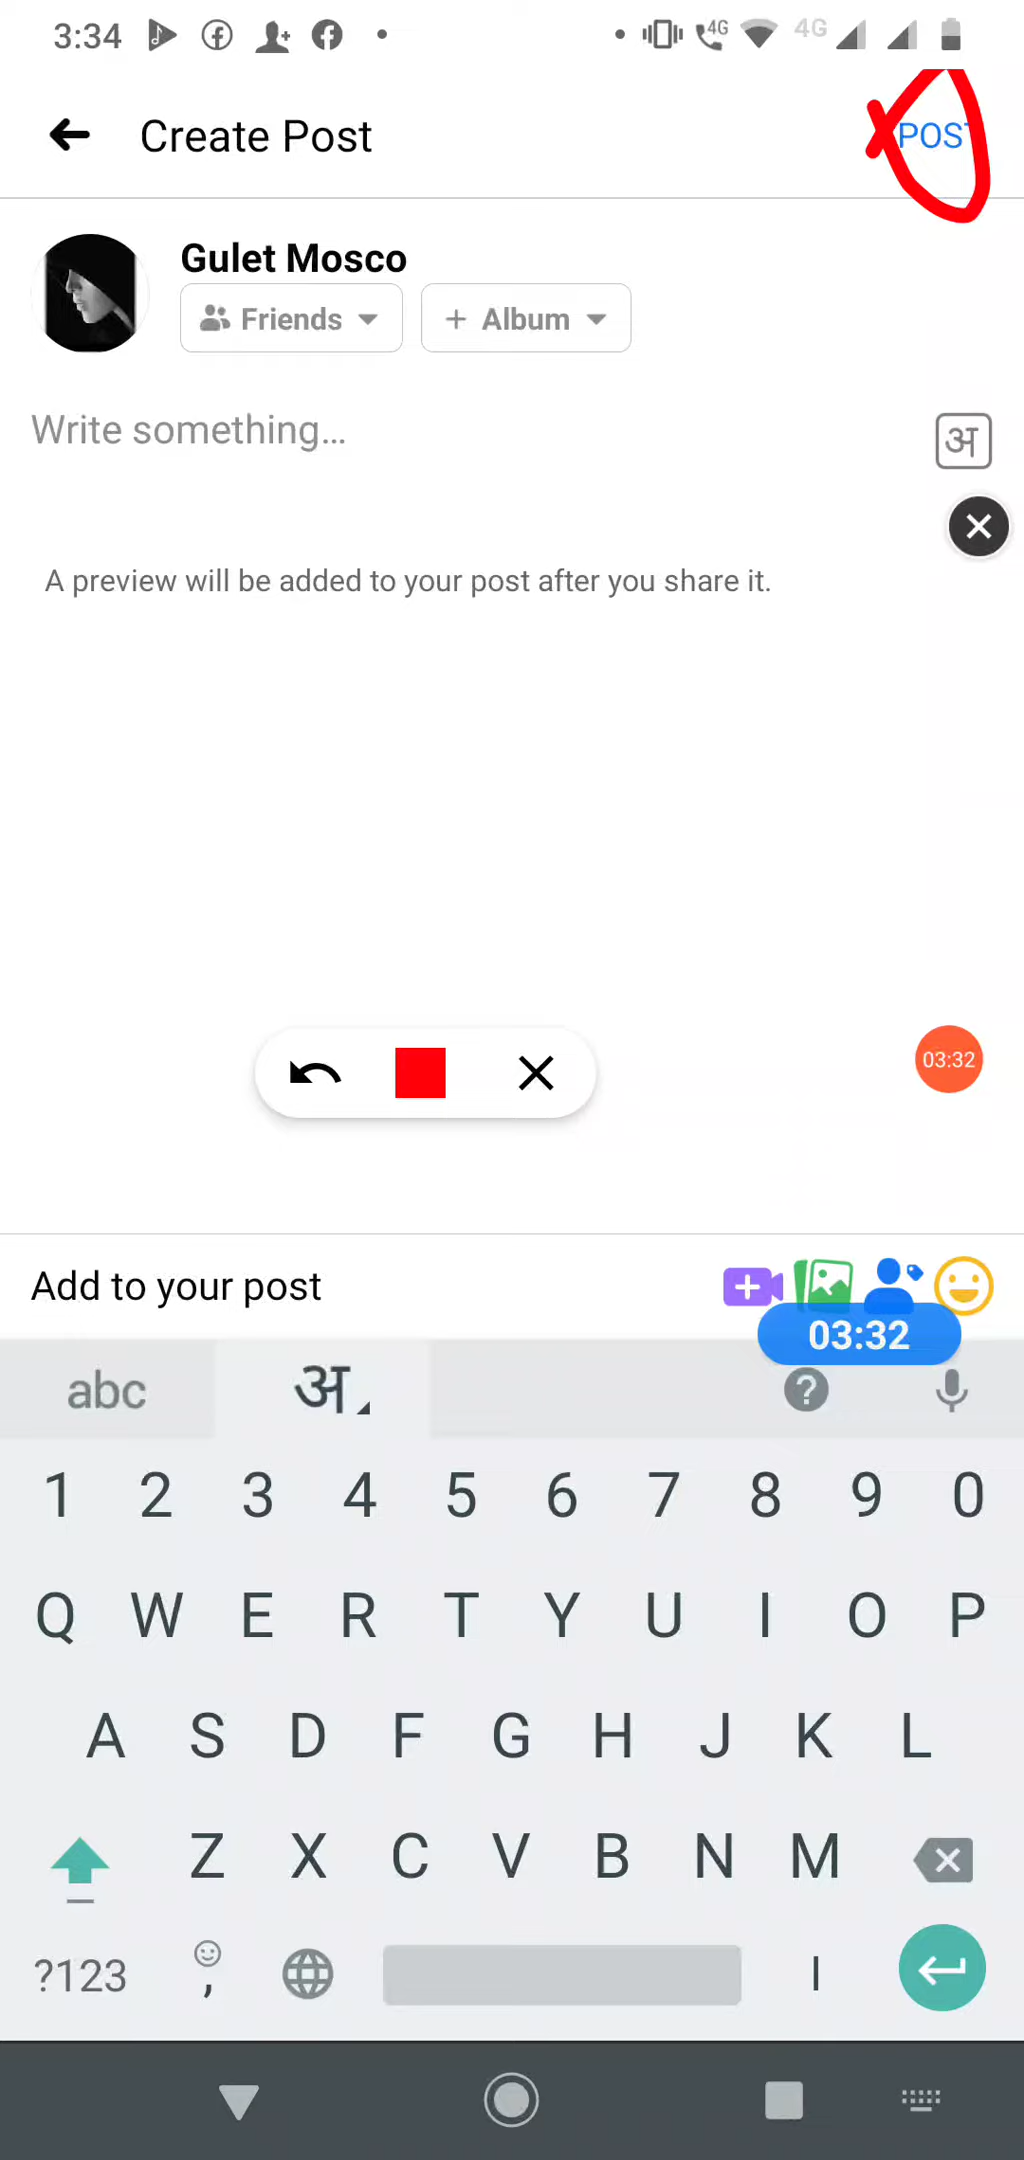 3:34 4G 4G
Create Post POST
Gulet Mosco
Friends + Album
Write something...
अ
A preview will be added to your post after you share it.
03:32
Add to your post
03:32
abc अ ?
1 2 3 4 5 6 7 8 9 0
Q W E R T Y U I O P
A S D F G H J K L
Z X C V B N M
?123 , |